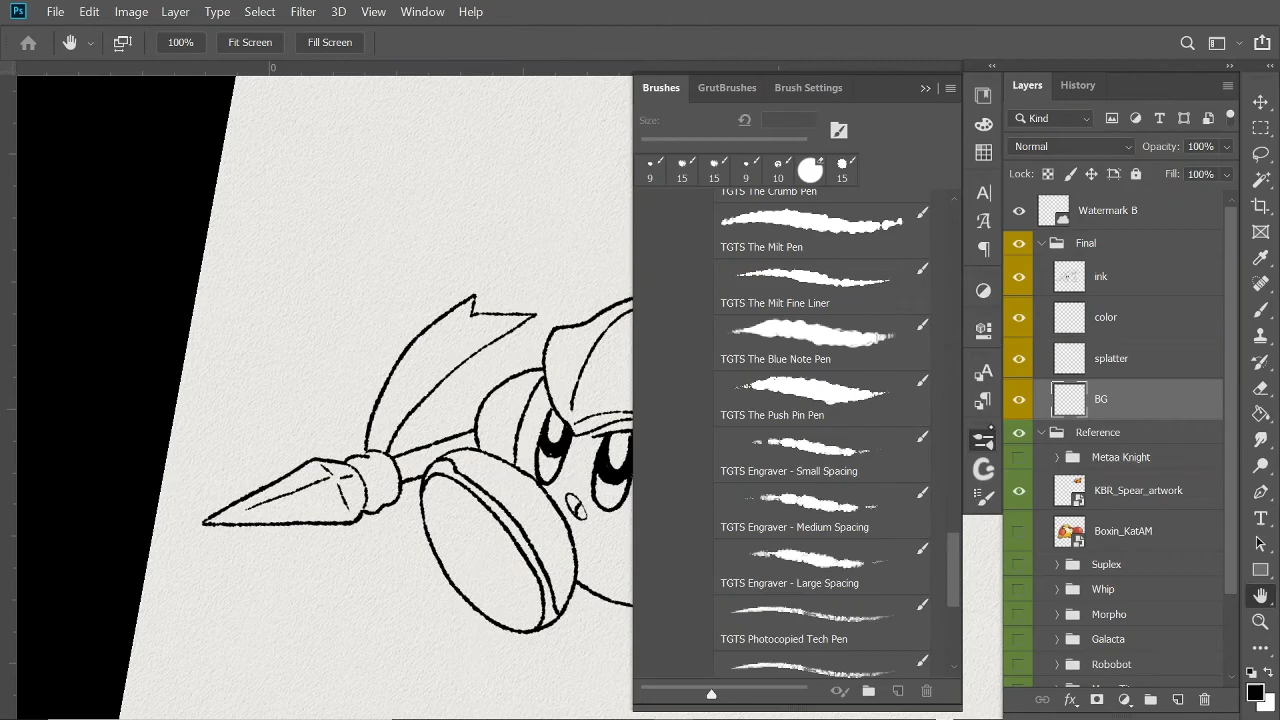 Ps File Edit Image Layer Type Select Filter 3D View Window Help
100% Fit Screen Fill Screen
0
Brushes GrutBrushes Brush Settings
Size:
9 15 15 9 10 15
TGTS The Crumb Pen
TGTS The Milt Pen
TGTS The Milt Fine Liner
TGTS The Blue Note Pen
TGTS The Push Pin Pen
TGTS Engraver - Small Spacing
TGTS Engraver - Medium Spacing
TGTS Engraver - Large Spacing
TGTS Photocopied Tech Pen
Layers History
Kind
Normal Opacity: 100%
Lock: Fill: 100%
Watermark B
Final
ink
color
splatter
BG
Reference
Metaa Knight
KBR_Spear_artwork
Boxin_KatAM
Suplex
Whip
Morpho
Galacta
Robobot